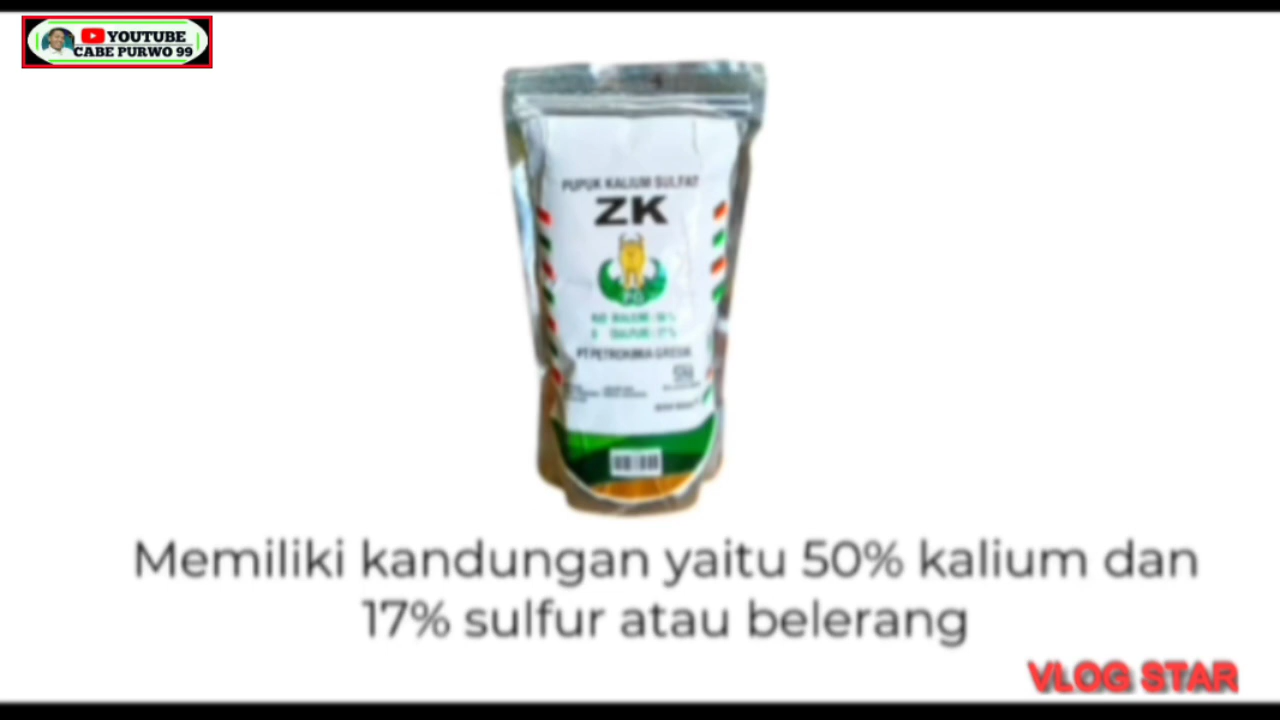 YOUTUBE
CABE PURWO 99
PUPUK KALIUM SULFAT
ZK
PT PETROKIMIA GRESIK
Memiliki kandungan yaitu 50% kalium dan
17% sulfur atau belerang
VLOG STAR